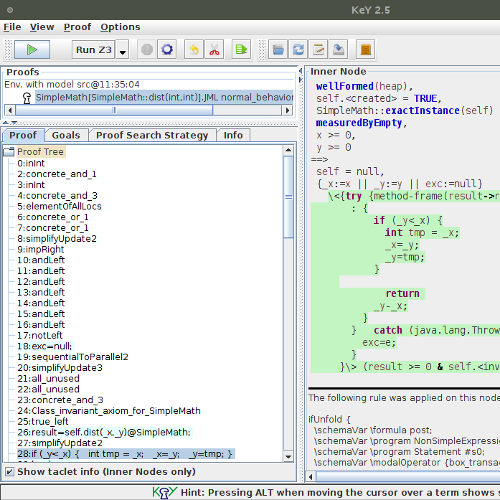 KeY 2.5
File View Proof Options
Run Z3
Proofs
Env. with model src@11:35:04
SimpleMath[SimpleMath::dist(int,int)].JML normal_behavior
Proof Goals Proof Search Strategy Info
Proof Tree
0:inInt
2:concrete_and_1
3:inInt
4:concrete_and_3
5:elementOfAllLocs
6:concrete_or_1
7:concrete_or_1
8:simplifyUpdate2
9:impRight
10:andLeft
11:andLeft
12:andLeft
13:andLeft
14:andLeft
15:andLeft
16:andLeft
17:notLeft
18:exc=null;
19:sequentialToParallel2
20:simplifyUpdate3
21:all_unused
22:all_unused
23:concrete_and_3
24:Class_invariant_axiom_for_SimpleMath
25:true_left
26:result=self.dist(_x,_y)@SimpleMath;
27:simplifyUpdate2
28:if (_y<_x) { int tmp = _x; _x=_y; _y=tmp; }
Show taclet info (Inner Nodes only)
Inner Node
wellFormed(heap),
self.<created> = TRUE,
SimpleMath::exactInstance(self)
measuredByEmpty,
x >= 0,
y >= 0
==>
self = null,
{_x:=x || _y:=y || exc:=null}
\<{try {method-frame(result->r
: {
if (_y<_x) {
int tmp = _x;
_x=_y;
_y=tmp;
}
return
_y-_x;
}
} catch (java.lang.Throw
exc=e;
}
}\> (result >= 0 & self.<inv
The following rule was applied on this node
ifUnfold {
\schemaVar \formula post;
\schemaVar \program NonSimpleExpressio
\schemaVar \program Statement #s0;
\schemaVar \modalOperator {box_transac
KeY Hint: Pressing ALT when moving the cursor over a term shows s